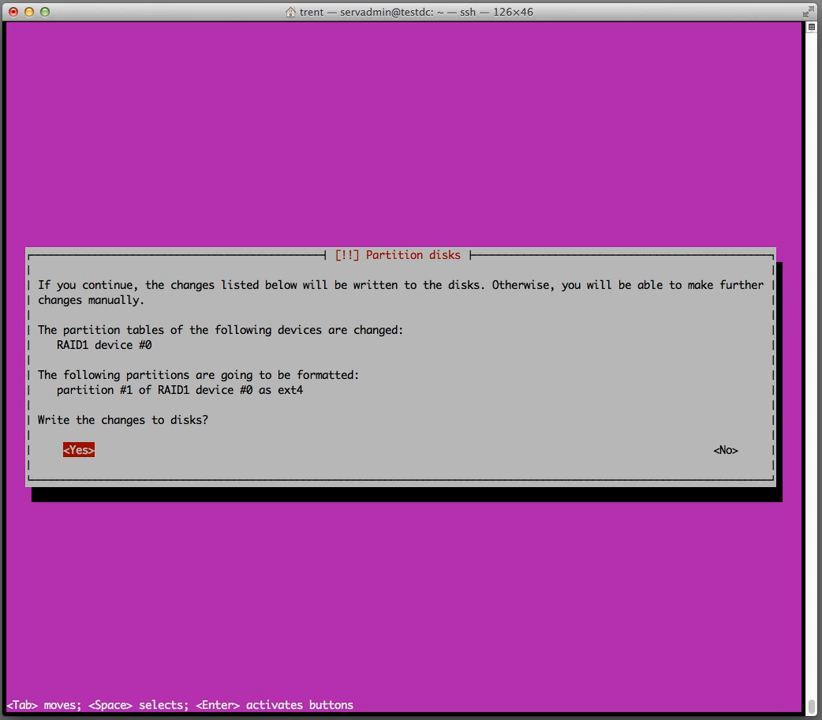 trent — servadmin@testdc: ~ — ssh — 126×46
[!!] Partition disks
If you continue, the changes listed below will be written to the disks. Otherwise, you will be able to make further
changes manually.
The partition tables of the following devices are changed:
RAID1 device #0
The following partitions are going to be formatted:
partition #1 of RAID1 device #0 as ext4
Write the changes to disks?
<Yes> <No>
<Tab> moves; <Space> selects; <Enter> activates buttons